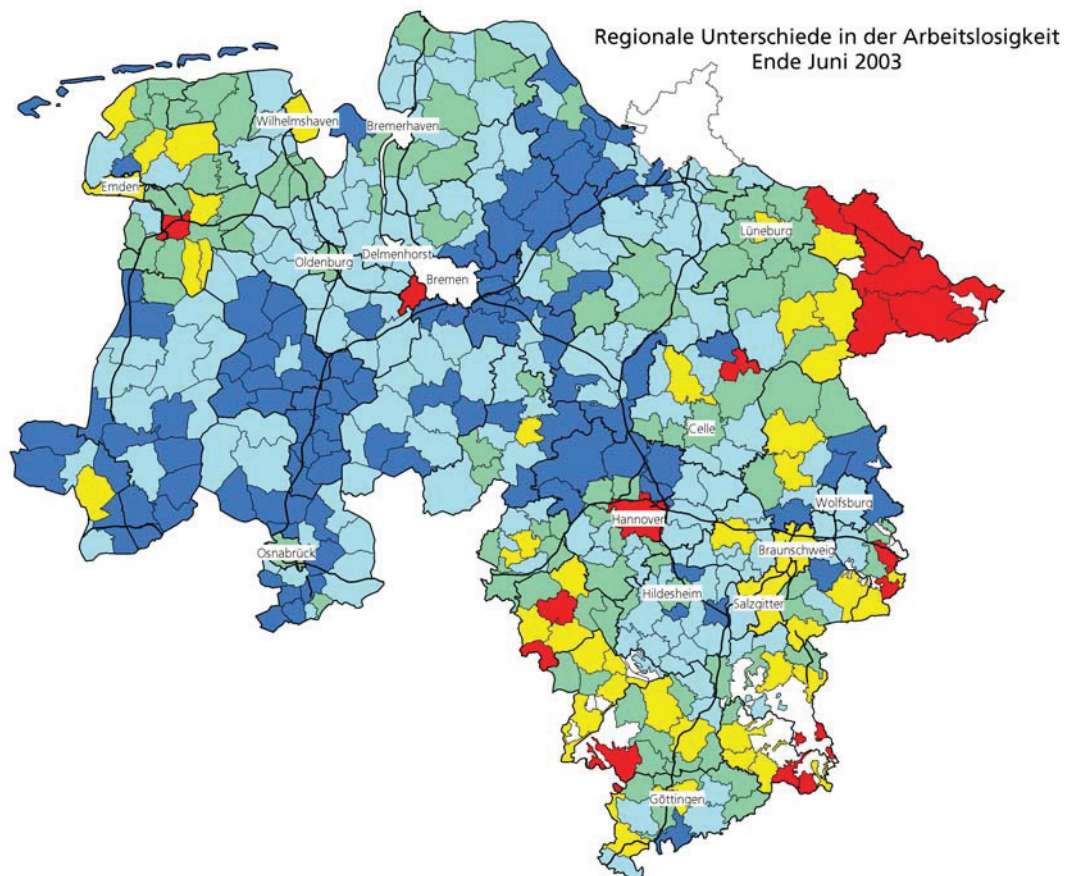 Regionale Unterschiede in der Arbeitslosigkeit
Ende Juni 2003
Wilhelmshaven
Bremerhaven
Emden
Lüneburg
Oldenburg
Delmenhorst
Bremen
Celle
Wolfsburg
Hannover
Braunschweig
Osnabrück
Hildesheim
Salzgitter
Göttingen